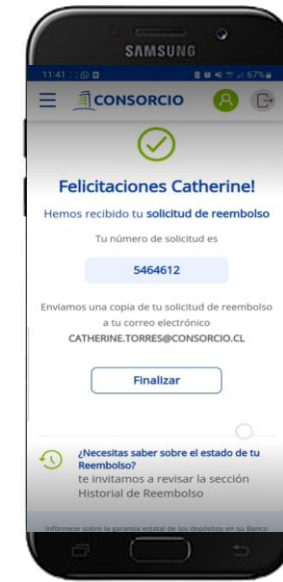 SAMSUNG
11:41
67%
CONSORCIO
Felicitaciones Catherine!
Hemos recibido tu solicitud de reembolso
Tu número de solicitud es
5464612
Enviamos una copia de tu solicitud de reembolso
a tu correo electrónico
CATHERINE.TORRES@CONSORCIO.CL
Finalizar
¿Necesitas saber sobre el estado de tu
Reembolso?
te invitamos a revisar la sección
Historial de Reembolso
Infórmese sobre la garantía estatal de los depósitos en su Banco